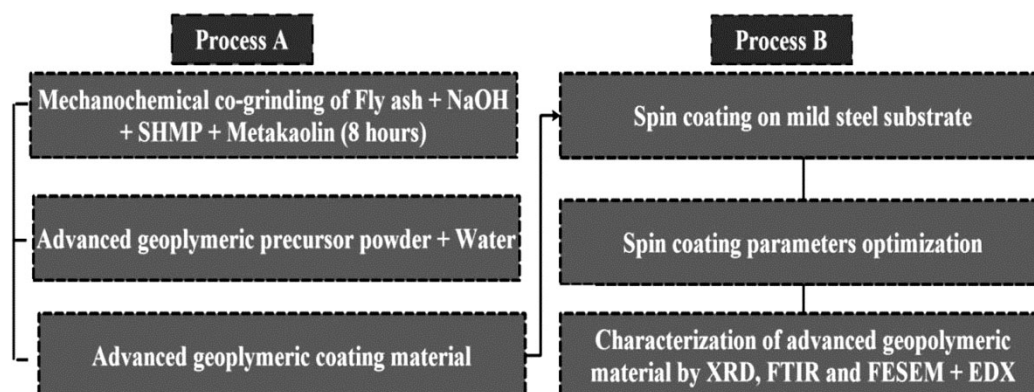 Process A
Mechanochemical co-grinding of Fly ash + NaOH
+ SHMP + Metakaolin (8 hours)
Advanced geoplymeric precursor powder + Water
Advanced geoplymeric coating material
Process B
Spin coating on mild steel substrate
Spin coating parameters optimization
Characterization of advanced geopolymeric
material by XRD, FTIR and FESEM + EDX